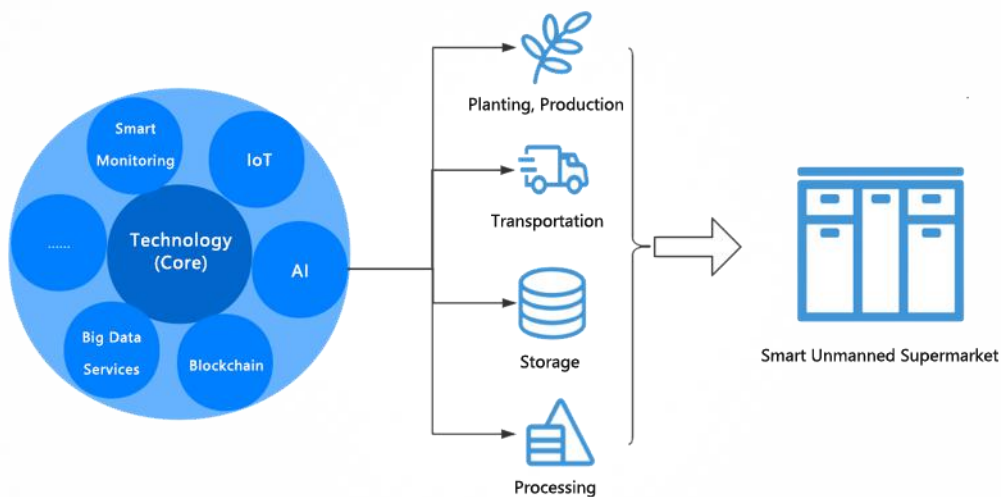 Smart
Monitoring
IoT
......
Technology
(Core)
AI
Big Data
Services
Blockchain
Planting, Production
Transportation
Storage
Processing
Smart Unmanned Supermarket